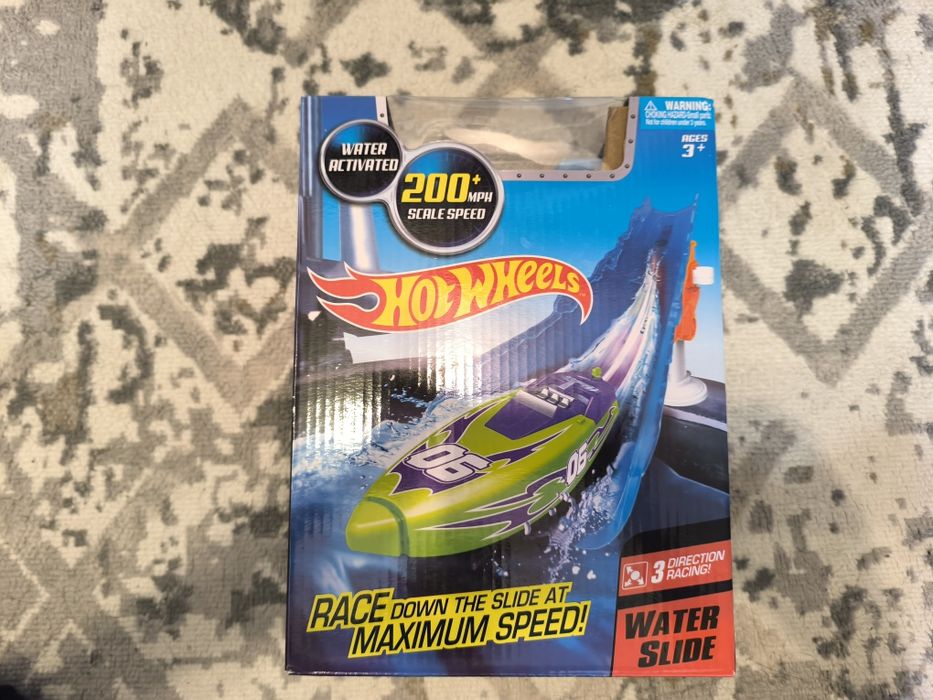 WARNING:
CHOKING HAZARD-Small parts
Not for children under 3 years.
AGES
3+
WATER
ACTIVATED
200+
MPH
SCALE SPEED
HOT WHEELS
06
06
RACE DOWN THE SLIDE AT
MAXIMUM SPEED!
3 DIRECTION
RACING!
WATER
SLIDE